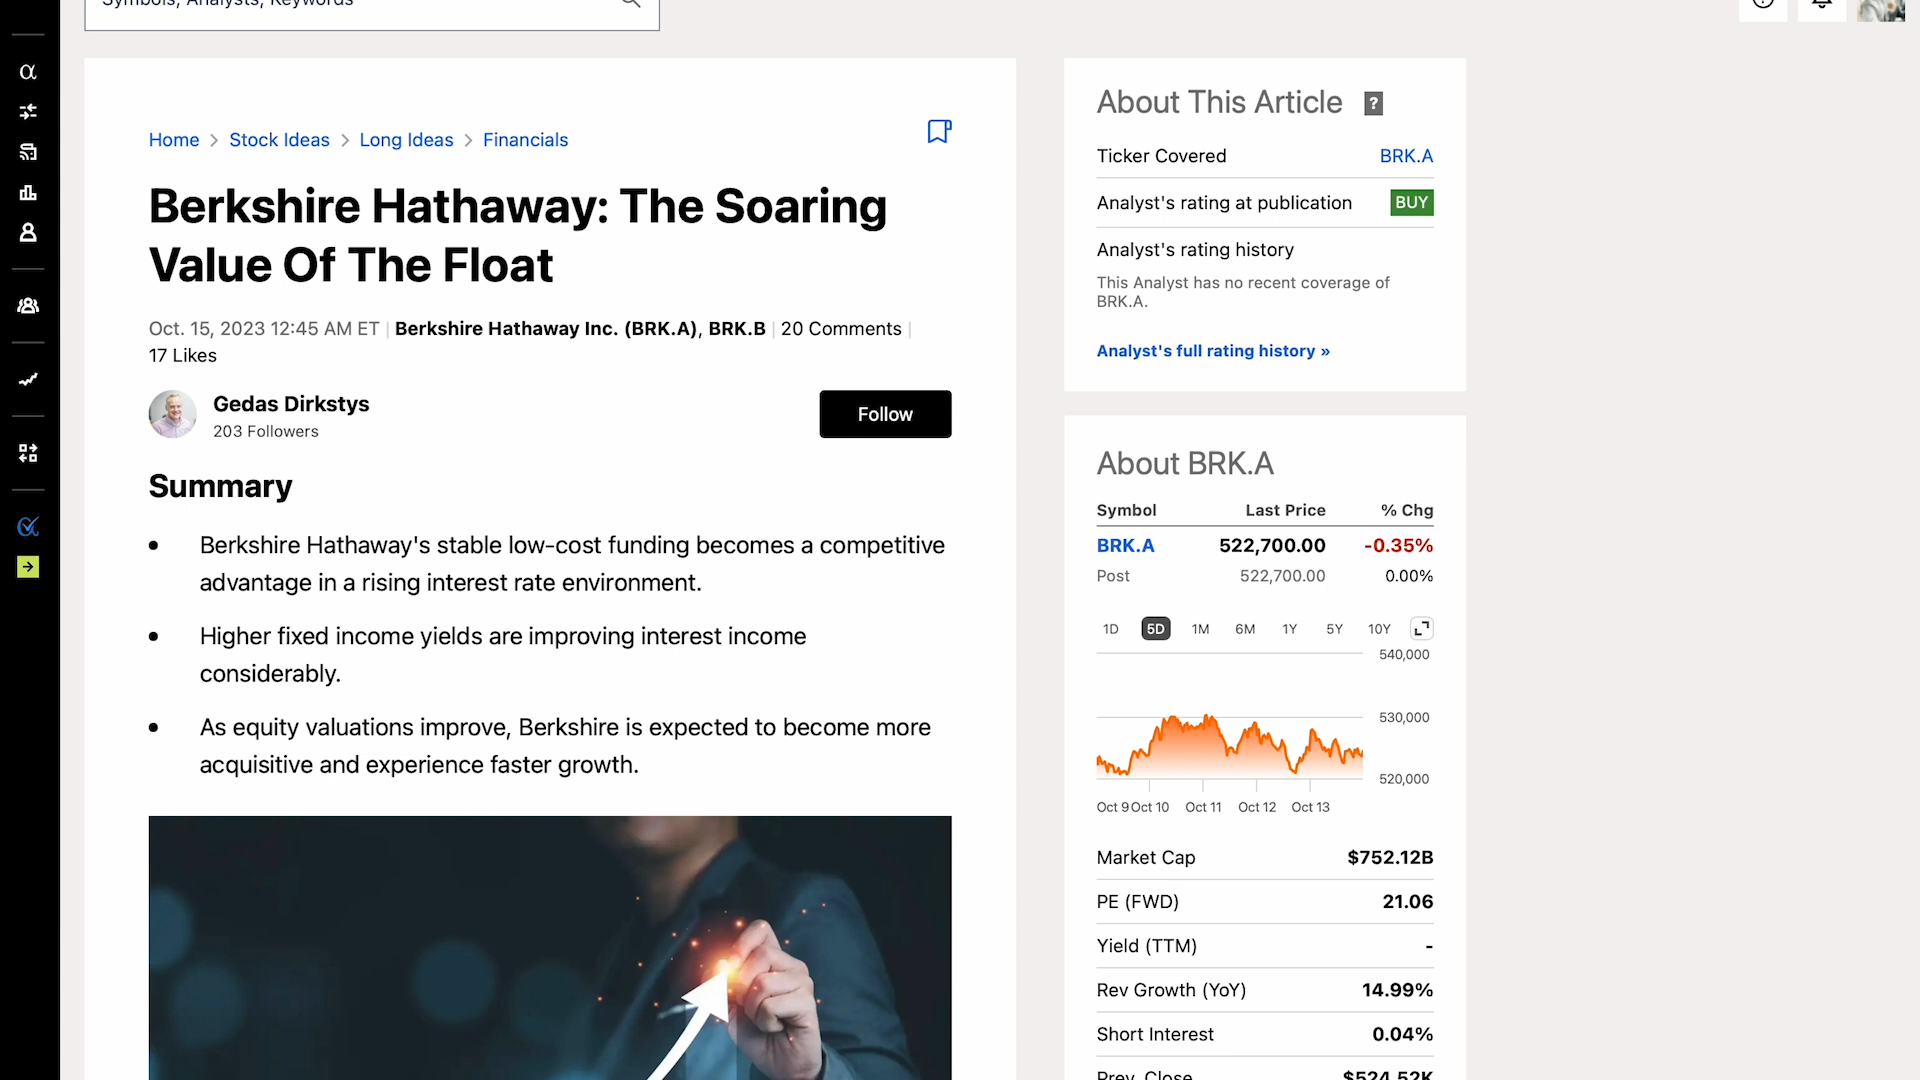 Symbols, Analysts, Keywords
Home > Stock Ideas > Long Ideas > Financials
Berkshire Hathaway: The Soaring
Value Of The Float
Oct. 15, 2023 12:45 AM ET | Berkshire Hathaway Inc. (BRK.A), BRK.B | 20 Comments |
17 Likes
Gedas Dirkstys
203 Followers
Follow
Summary
• Berkshire Hathaway's stable low-cost funding becomes a competitive
advantage in a rising interest rate environment.
• Higher fixed income yields are improving interest income
considerably.
• As equity valuations improve, Berkshire is expected to become more
acquisitive and experience faster growth.
About This Article ?
Ticker Covered BRK.A
Analyst's rating at publication BUY
Analyst's rating history
This Analyst has no recent coverage of
BRK.A.
Analyst's full rating history »
About BRK.A
Symbol Last Price % Chg
BRK.A 522,700.00 -0.35%
Post 522,700.00 0.00%
1D 5D 1M 6M 1Y 5Y 10Y
540,000
530,000
520,000
Oct 9 Oct 10 Oct 11 Oct 12 Oct 13
Market Cap $752.12B
PE (FWD) 21.06
Yield (TTM) -
Rev Growth (YoY) 14.99%
Short Interest 0.04%
Prev. Close $524.52K